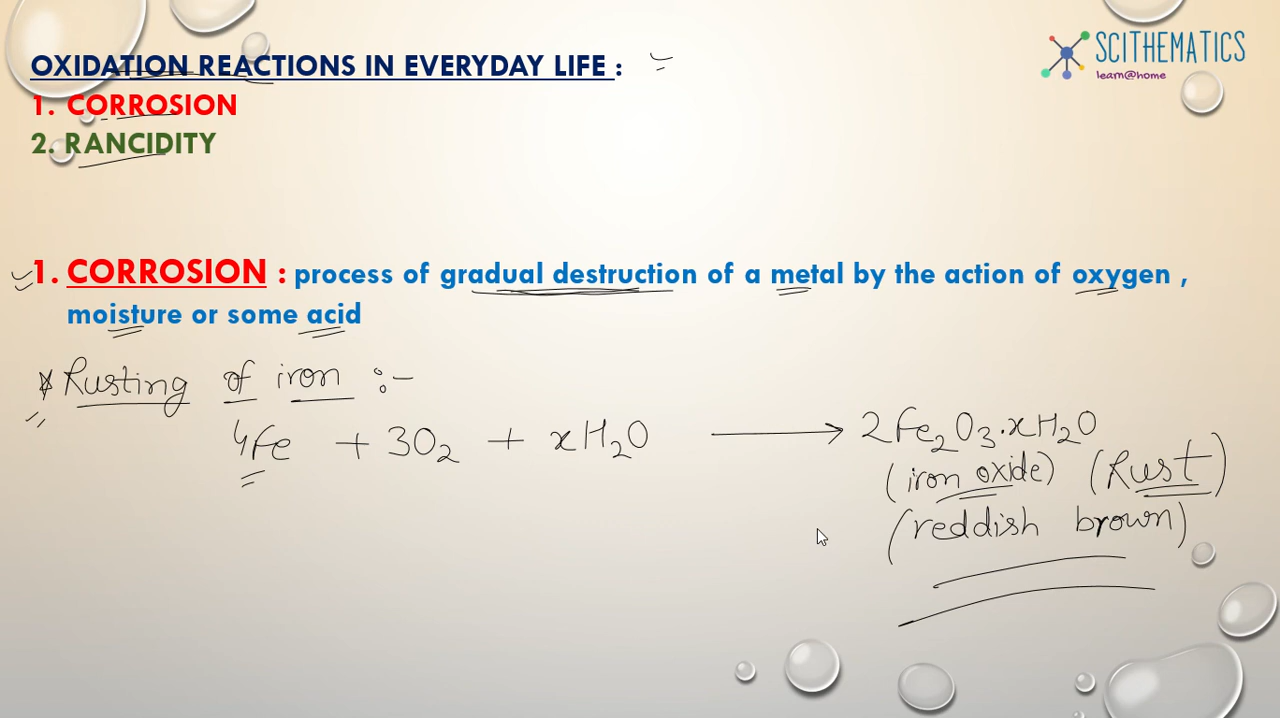 SCITHEMATICS
learn@home
OXIDATION REACTIONS IN EVERYDAY LIFE :
1. CORROSION
2. RANCIDITY
1. CORROSION : process of gradual destruction of a metal by the action of oxygen ,
moisture or some acid
* Rusting of iron :-
4Fe + 3O₂ + xH₂O ⟶ 2Fe₂O₃.xH₂O
(iron oxide) (Rust)
(reddish brown)